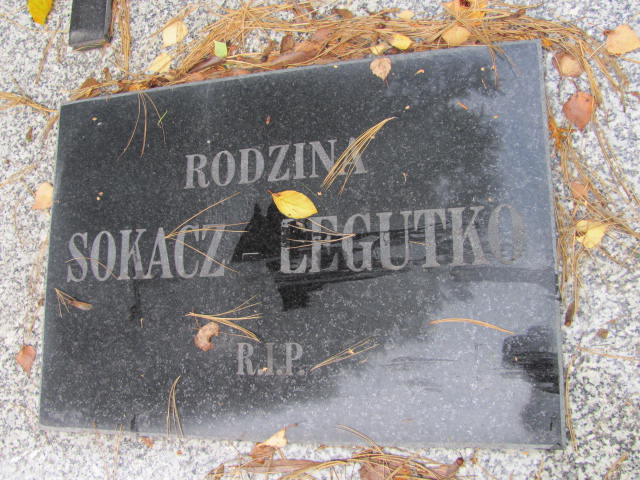 RODZINA
SOKACZ - LEGUTKO
R.I.P.